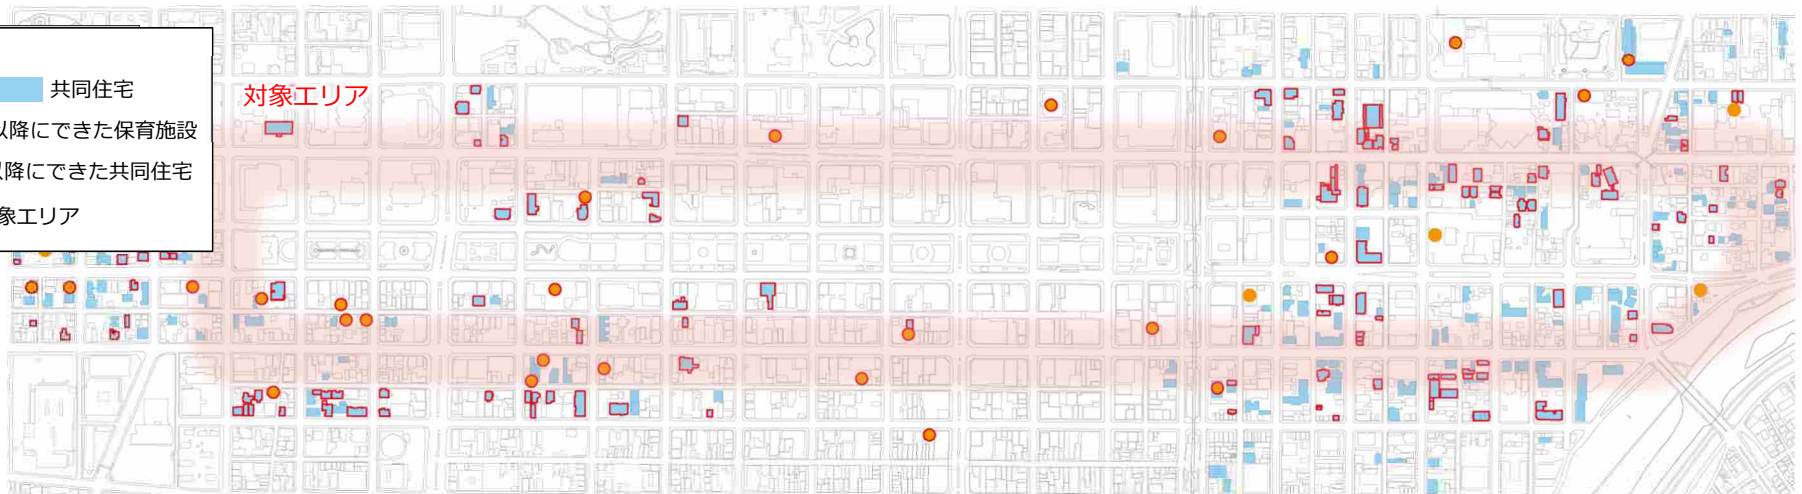 共同住宅
以降にできた保育施設
以降にできた共同住宅
象エリア
対象エリア